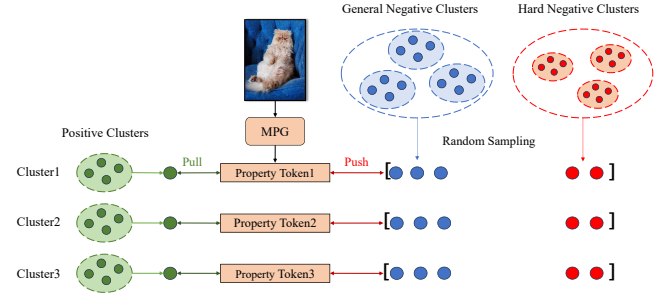 General Negative Clusters
Hard Negative Clusters
MPG
Positive Clusters
Random Sampling
Cluster1
Pull
Property Token1
Push
[
]
Cluster2
Property Token2
[
]
Cluster3
Property Token3
[
]